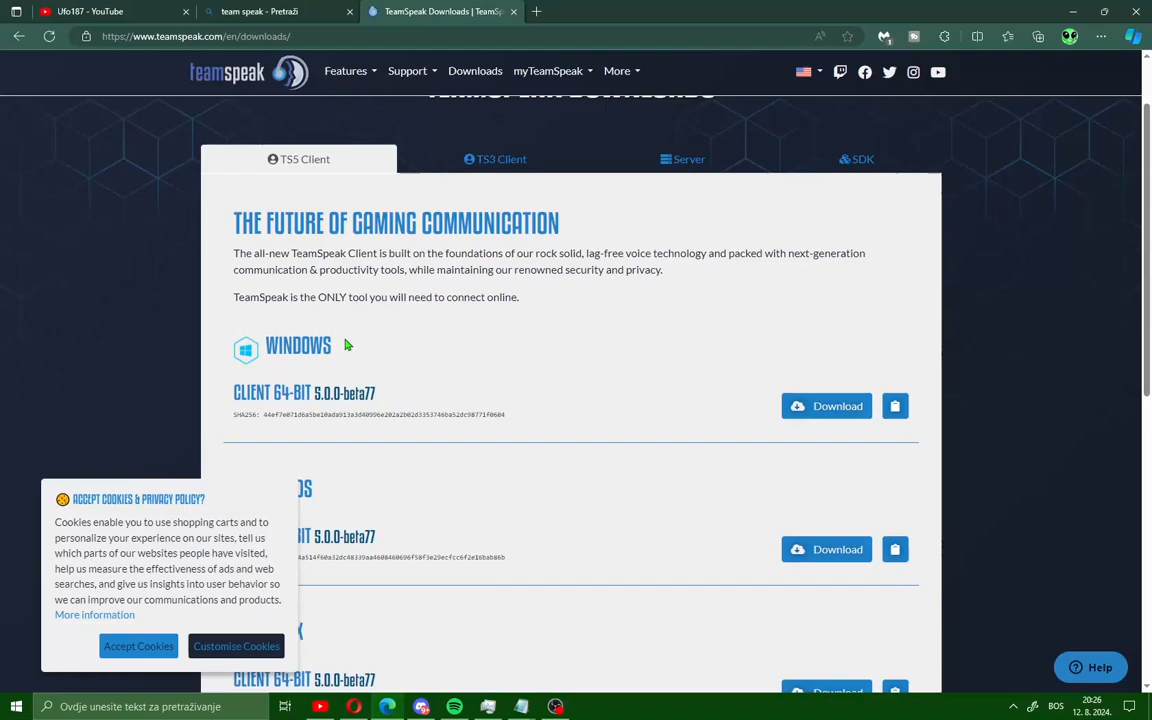 Ufo187 - YouTube
team speak - Pretraži
TeamSpeak Downloads | TeamSp
https://www.teamspeak.com/en/downloads/
teamspeak
Features
Support
Downloads
myTeamSpeak
More
TEAMSPEAK DOWNLOADS
TS5 Client
TS3 Client
Server
SDK
THE FUTURE OF GAMING COMMUNICATION
The all-new TeamSpeak Client is built on the foundations of our rock solid, lag-free voice technology and packed with next-generation
communication & productivity tools, while maintaining our renowned security and privacy.
TeamSpeak is the ONLY tool you will need to connect online.
WINDOWS
CLIENT 64-BIT 5.0.0-beta77
Download
SHA256: 44ef7e071d6a5be10ada913a3d40996e202a2b02d3353746ba52dc98771f0604
OS
BIT 5.0.0-beta77
Download
4a514f60a32dc48339aa4608460696f58f3e29ecfcc6f2e16bab86b
CLIENT 64-BIT 5.0.0-beta77
Download
ACCEPT COOKIES & PRIVACY POLICY?
Cookies enable you to use shopping carts and to
personalize your experience on our sites, tell us
which parts of our websites people have visited,
help us measure the effectiveness of ads and web
searches, and give us insights into user behavior so
we can improve our communications and products.
More information
Accept Cookies
Customise Cookies
Help
Ovdje unesite tekst za pretraživanje
BOS
20:26
12. 8. 2024.